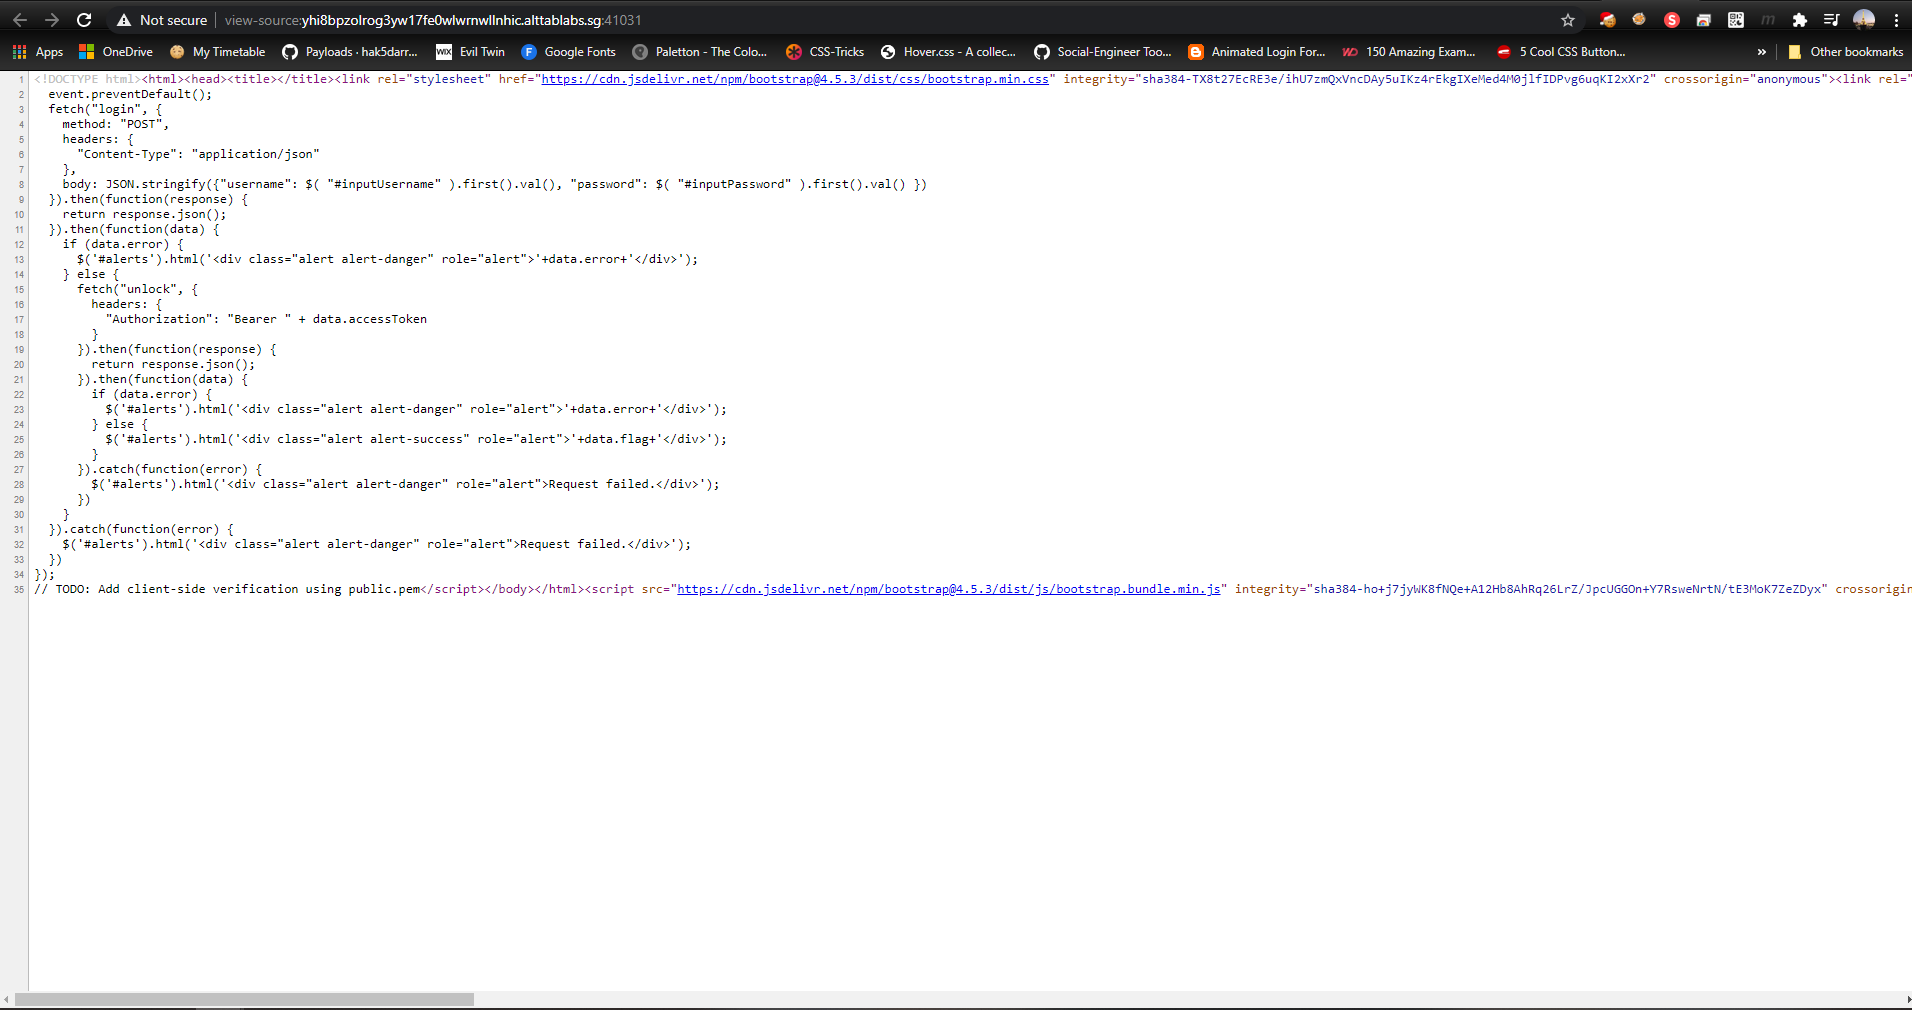 Not secure | view-source:yhi8bpzolrog3yw17fe0wlwrnwllnhic.alttablabs.sg:41031
Apps OneDrive My Timetable Payloads · hak5darr... WIX Evil Twin F Google Fonts Paletton - The Colo... CSS-Tricks Hover.css - A collec... Social-Engineer Too... Animated Login For... WD 150 Amazing Exam... 5 Cool CSS Button... » Other bookmarks
1 <!DOCTYPE html><html><head><title></title><link rel="stylesheet" href="https://cdn.jsdelivr.net/npm/bootstrap@4.5.3/dist/css/bootstrap.min.css" integrity="sha384-TX8t27EcRE3e/ihU7zmQxVncDAy5uIKz4rEkgIXeMed4M0jlfIDPvg6uqKI2xXr2" crossorigin="anonymous"><link rel="
2 event.preventDefault();
3 fetch("login", {
4 method: "POST",
5 headers: {
6 "Content-Type": "application/json"
7 },
8 body: JSON.stringify({"username": $( "#inputUsername" ).first().val(), "password": $( "#inputPassword" ).first().val() })
9 }).then(function(response) {
10 return response.json();
11 }).then(function(data) {
12 if (data.error) {
13 $('#alerts').html('<div class="alert alert-danger" role="alert">'+data.error+'</div>');
14 } else {
15 fetch("unlock", {
16 headers: {
17 "Authorization": "Bearer " + data.accessToken
18 }
19 }).then(function(response) {
20 return response.json();
21 }).then(function(data) {
22 if (data.error) {
23 $('#alerts').html('<div class="alert alert-danger" role="alert">'+data.error+'</div>');
24 } else {
25 $('#alerts').html('<div class="alert alert-success" role="alert">'+data.flag+'</div>');
26 }
27 }).catch(function(error) {
28 $('#alerts').html('<div class="alert alert-danger" role="alert">Request failed.</div>');
29 })
30 }
31 }).catch(function(error) {
32 $('#alerts').html('<div class="alert alert-danger" role="alert">Request failed.</div>');
33 })
34 });
35 // TODO: Add client-side verification using public.pem</script></body></html><script src="https://cdn.jsdelivr.net/npm/bootstrap@4.5.3/dist/js/bootstrap.bundle.min.js" integrity="sha384-ho+j7jyWK8fNQe+A12Hb8AhRq26LrZ/JpcUGGOn+Y7RsweNrtN/tE3MoK7ZeZDyx" crossorigin